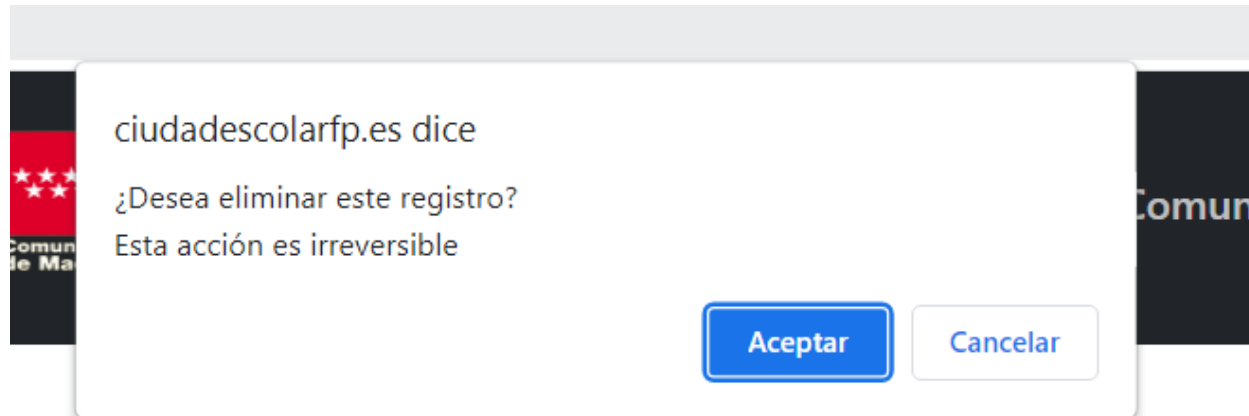 ciudadescolarfp.es dice
¿Desea eliminar este registro?
Esta acción es irreversible
Aceptar
Cancelar